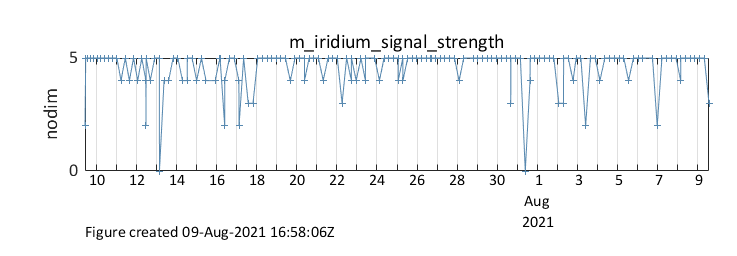 m_iridium_signal_strength
5
nodim
0
10 12 14 16 18 20 22 24 26 28 30 1 3 5 7 9
Aug
2021
Figure created 09-Aug-2021 16:58:06Z